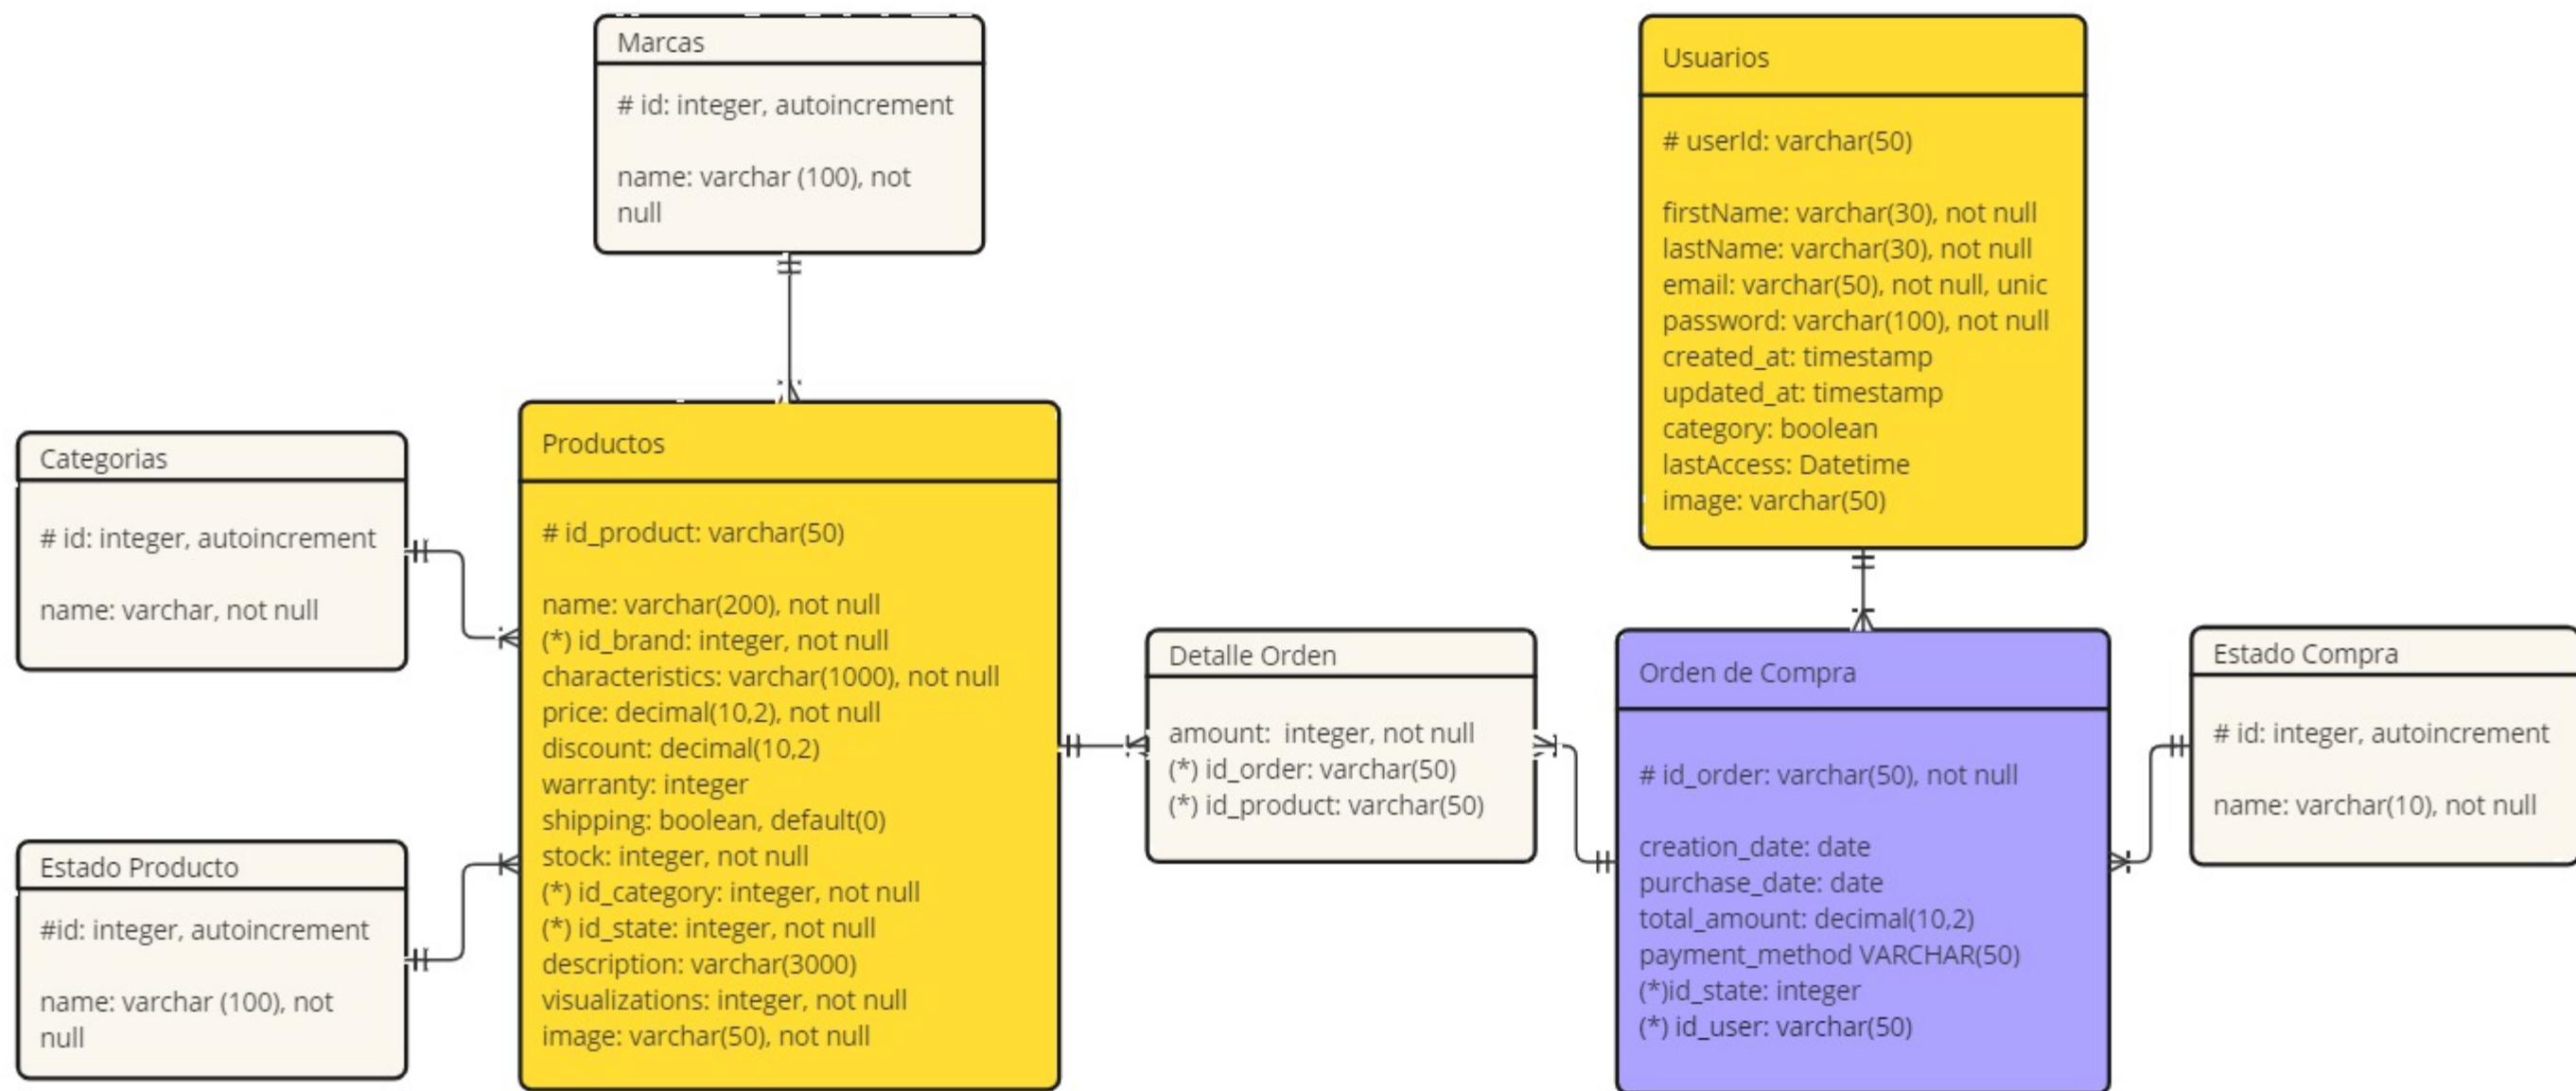 Marcas
# id: integer, autoincrement
name: varchar (100), not
null
Usuarios
# userId: varchar(50)
firstName: varchar(30), not null
lastName: varchar(30), not null
email: varchar(50), not null, unic
password: varchar(100), not null
created_at: timestamp
updated_at: timestamp
category: boolean
lastAccess: Datetime
image: varchar(50)
Categorias
# id: integer, autoincrement
name: varchar, not null
Estado Producto
#id: integer, autoincrement
name: varchar (100), not
null
Productos
# id_product: varchar(50)
name: varchar(200), not null
(*) id_brand: integer, not null
characteristics: varchar(1000), not null
price: decimal(10,2), not null
discount: decimal(10,2)
warranty: integer
shipping: boolean, default(0)
stock: integer, not null
(*) id_category: integer, not null
(*) id_state: integer, not null
description: varchar(3000)
visualizations: integer, not null
image: varchar(50), not null
Detalle Orden
amount:  integer, not null
(*) id_order: varchar(50)
(*) id_product: varchar(50)
Orden de Compra
# id_order: varchar(50), not null
creation_date: date
purchase_date: date
total_amount: decimal(10,2)
payment_method VARCHAR(50)
(*)id_state: integer
(*) id_user: varchar(50)
Estado Compra
# id: integer, autoincrement
name: varchar(10), not null